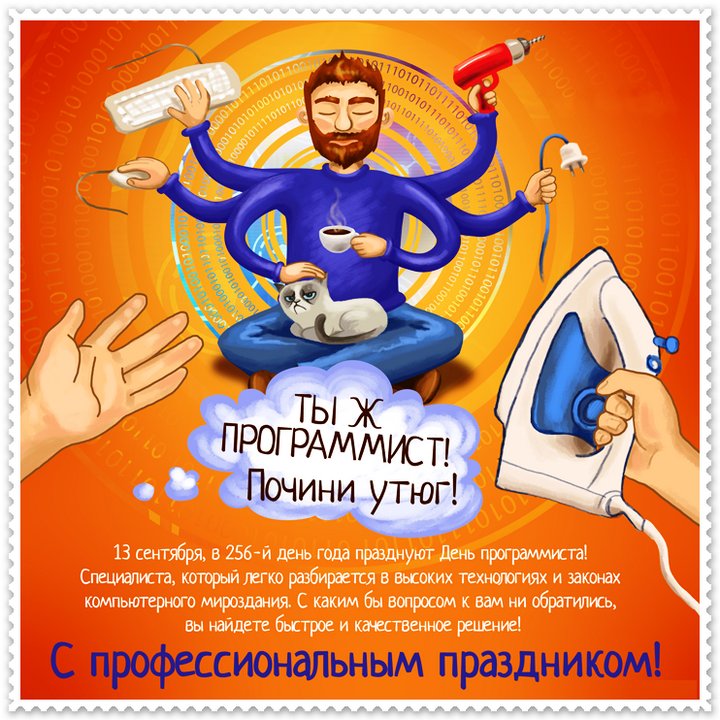 ТЫ Ж
ПРОГРАММИСТ!
Почини утюг!
13 сентября, в 256-й день года празднуют День программиста!
Специалиста, который легко разбирается в высоких технологиях и законах
компьютерного мироздания. С каким бы вопросом к вам ни обратились,
вы найдете быстрое и качественное решение!
С профессиональным праздником!